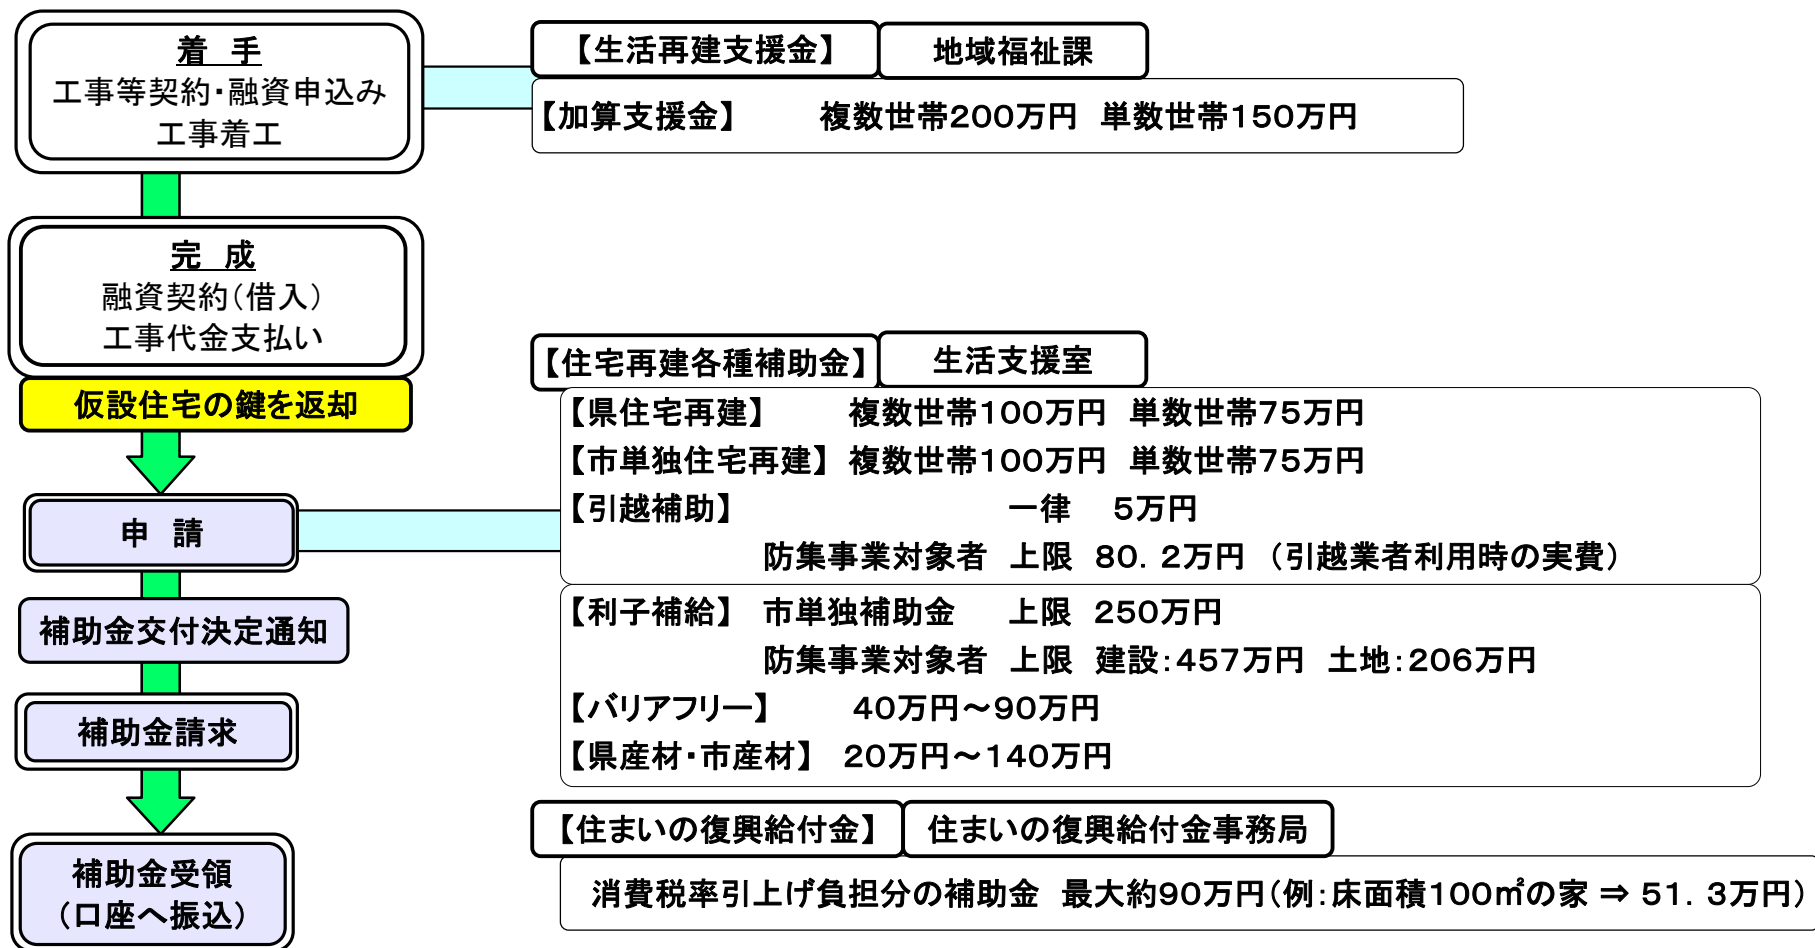 着　手
工事等契約・融資申込み
工事着工
【生活再建支援金】　地域福祉課
【加算支援金】　複数世帯200万円　単数世帯150万円
完　成
融資契約（借入）
工事代金支払い
仮設住宅の鍵を返却
【住宅再建各種補助金】　生活支援室
【県住宅再建】　複数世帯100万円　単数世帯75万円
【市単独住宅再建】　複数世帯100万円　単数世帯75万円
【引越補助】　一律　5万円
防集事業対象者　上限　80．2万円　（引越業者利用時の実費）
申　請
【利子補給】　市単独補助金　上限　250万円
防集事業対象者　上限　建設：457万円　土地：206万円
【バリアフリー】　40万円～90万円
【県産材・市産材】　20万円～140万円
補助金交付決定通知
補助金請求
補助金受領
（口座へ振込）
【住まいの復興給付金】　住まいの復興給付金事務局
消費税率引上げ負担分の補助金　最大約90万円（例：床面積100㎡の家 ⇒ 51．3万円）